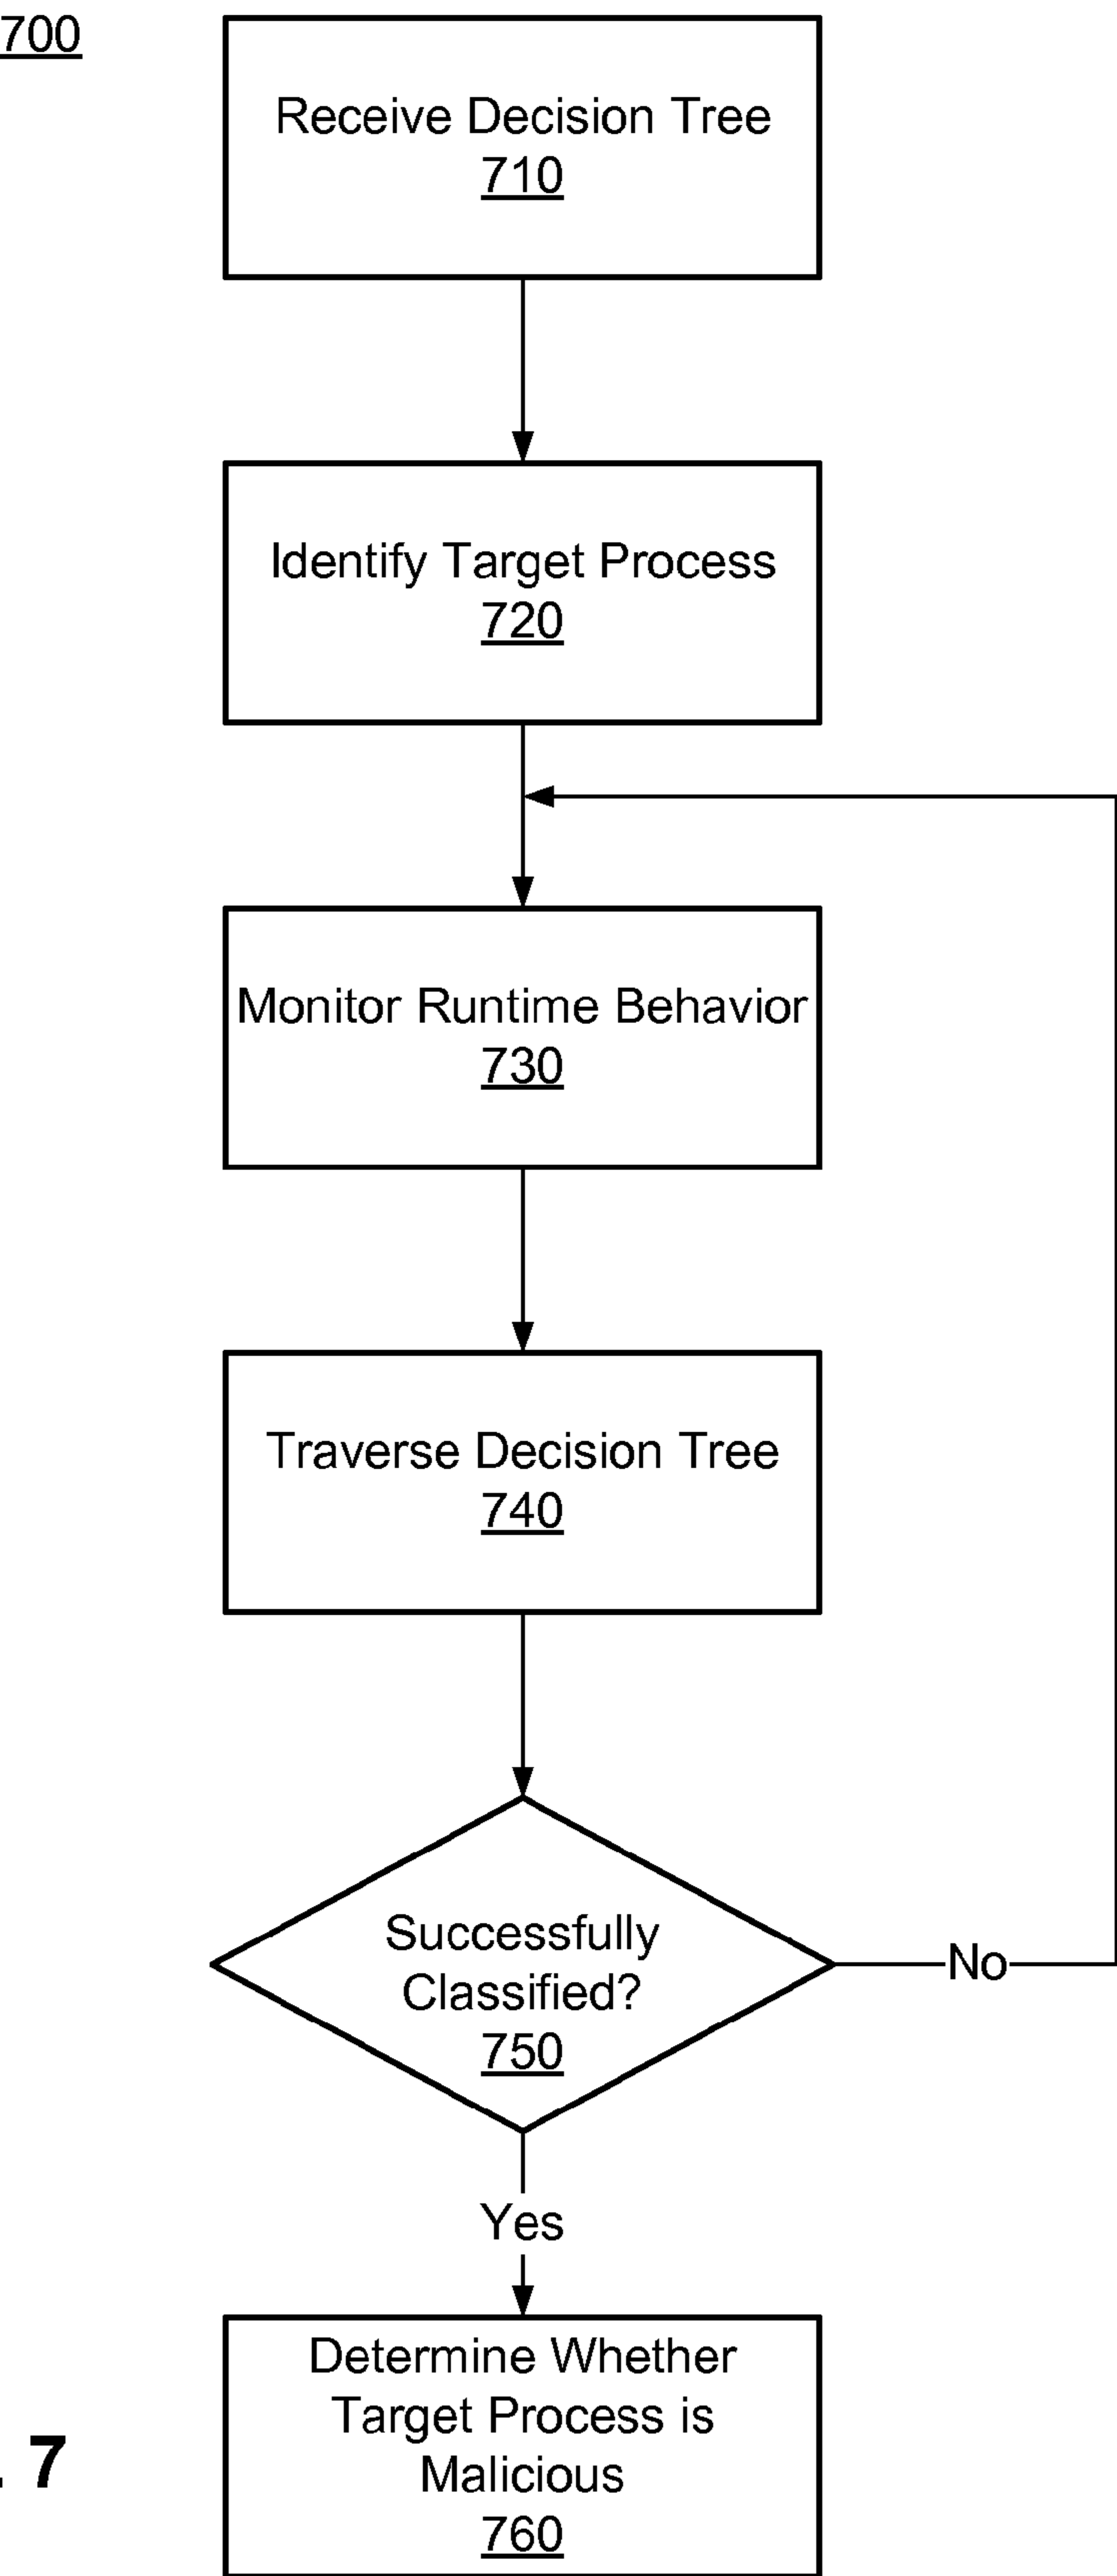 700
Receive Decision Tree
710
Identify Target Process
720
Monitor Runtime Behavior
730
Traverse Decision Tree
740
Successfully
Classified?
750
No
Yes
Determine Whether
Target Process is
Malicious
760
. 7